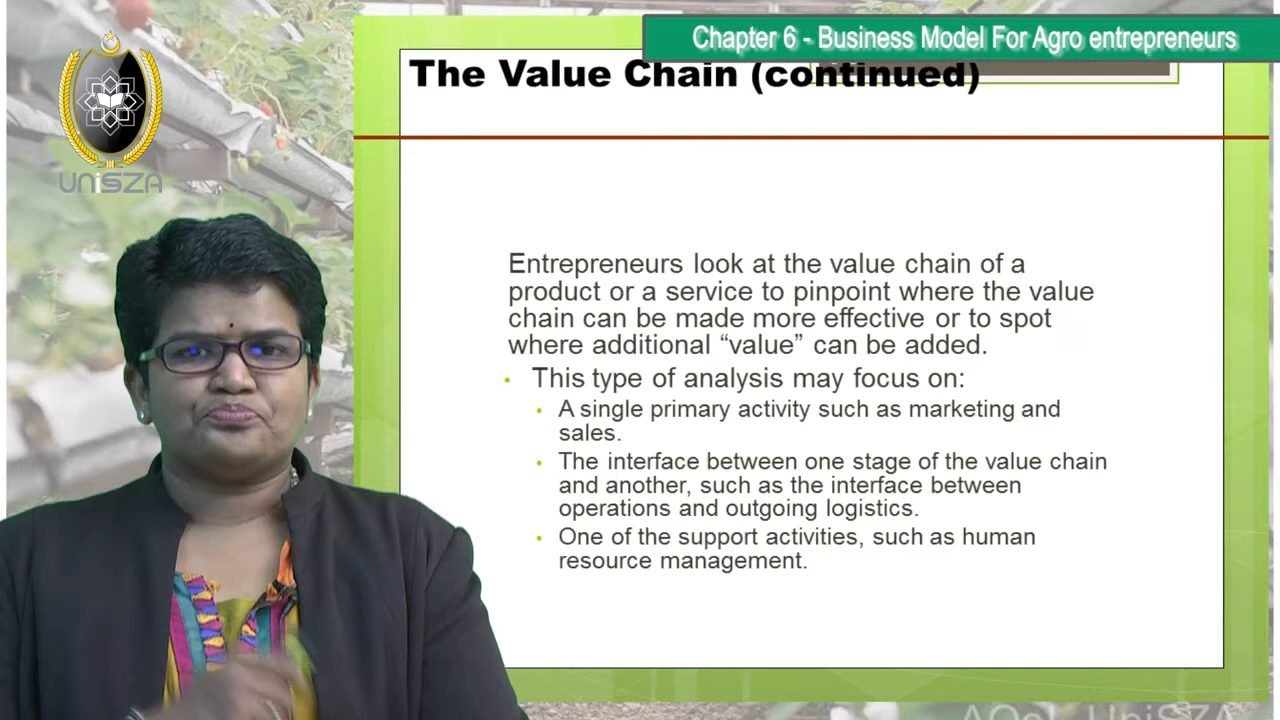 Chapter 6 - Business Model For Agro entrepreneurs
The Value Chain (continued)
UNiSZA
Entrepreneurs look at the value chain of a
product or a service to pinpoint where the value
chain can be made more effective or to spot
where additional “value” can be added.
• This type of analysis may focus on:
• A single primary activity such as marketing and
sales.
• The interface between one stage of the value chain
and another, such as the interface between
operations and outgoing logistics.
• One of the support activities, such as human
resource management.